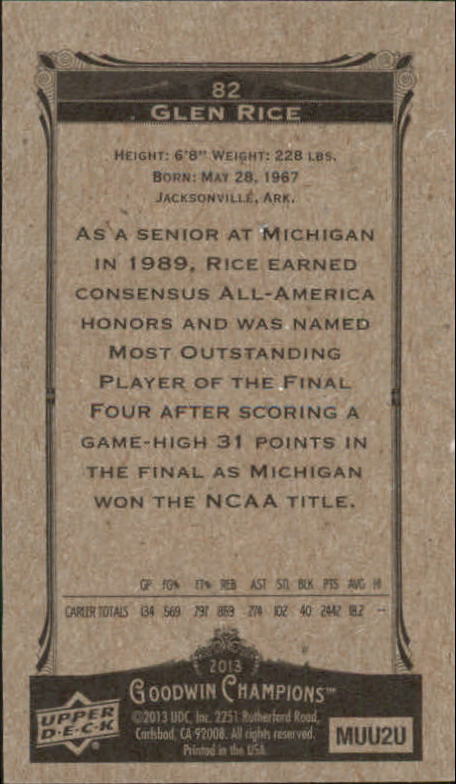 82
GLEN RICE
HEIGHT: 6'8" WEIGHT: 228 LBS.
BORN: MAY 28, 1967
JACKSONVILLE, ARK.
AS A SENIOR AT MICHIGAN
IN 1989, RICE EARNED
CONSENSUS ALL-AMERICA
HONORS AND WAS NAMED
MOST OUTSTANDING
PLAYER OF THE FINAL
FOUR AFTER SCORING A
GAME-HIGH 31 POINTS IN
THE FINAL AS MICHIGAN
WON THE NCAA TITLE.
GP FG% FT% REB AST STL BLK PTS AVG HI
CAREER TOTALS 134 .569 .797 859 274 102 40 2442 18.2 --
2013
GOODWIN CHAMPIONS™
UPPER
D·E·C·K®
©2013 UDC, Inc. 2251 Rutherford Road,
Carlsbad, CA 92008. All rights reserved.
Printed in the USA
MUU2U